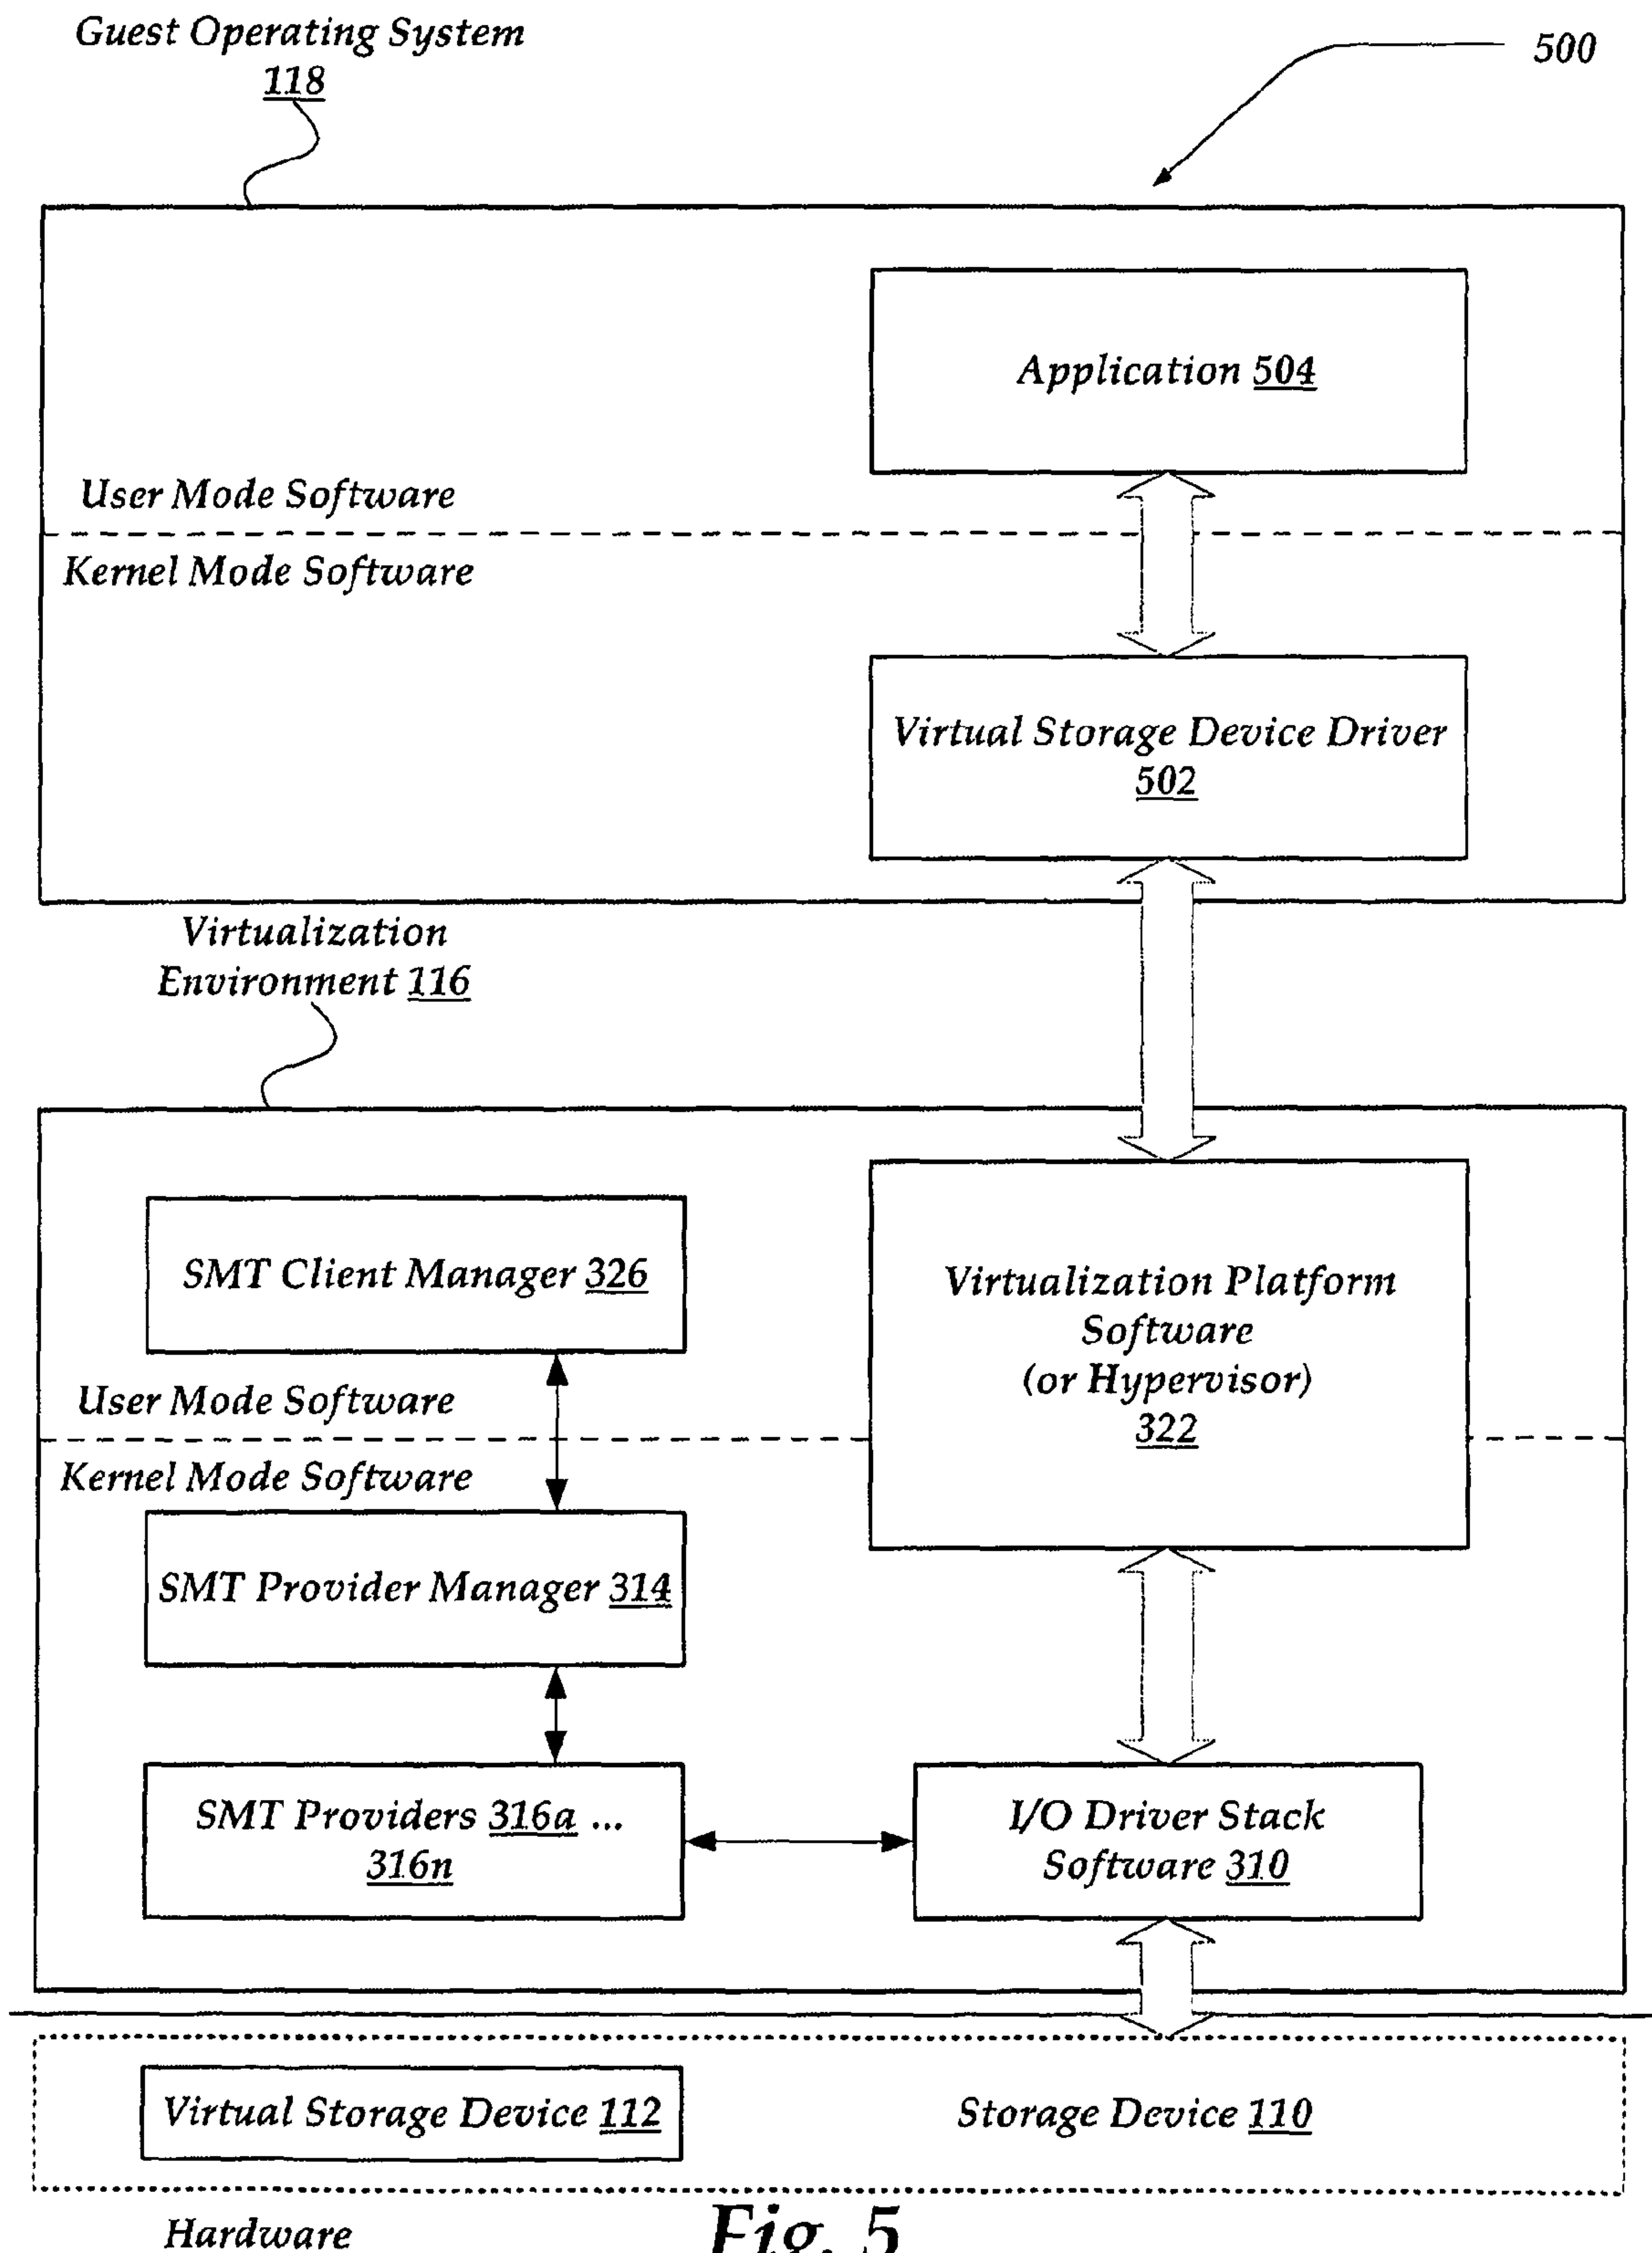 Guest Operating System
118
500
Application 504
User Mode Software
Kernel Mode Software
Virtual Storage Device Driver
502
Virtualization
Environment 116
SMT Client Manager 326
Virtualization Platform
Software
(or Hypervisor)
322
User Mode Software
Kernel Mode Software
SMT Provider Manager 314
SMT Providers 316a ...
316n
I/O Driver Stack
Software 310
Virtual Storage Device 112
Storage Device 110
Hardware
Fig. 5